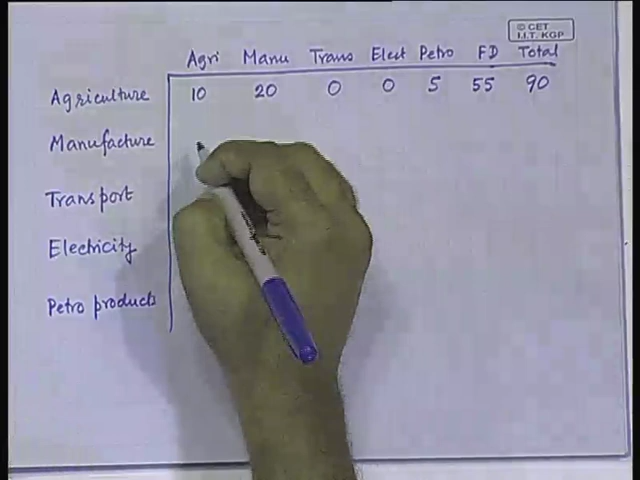 © CET
I.I.T. KGP
Agri Manu Trans Elect Petro FD Total
Agriculture 10 20 0 0 5 55 90
Manufacture
Transport
Electricity
Petro products